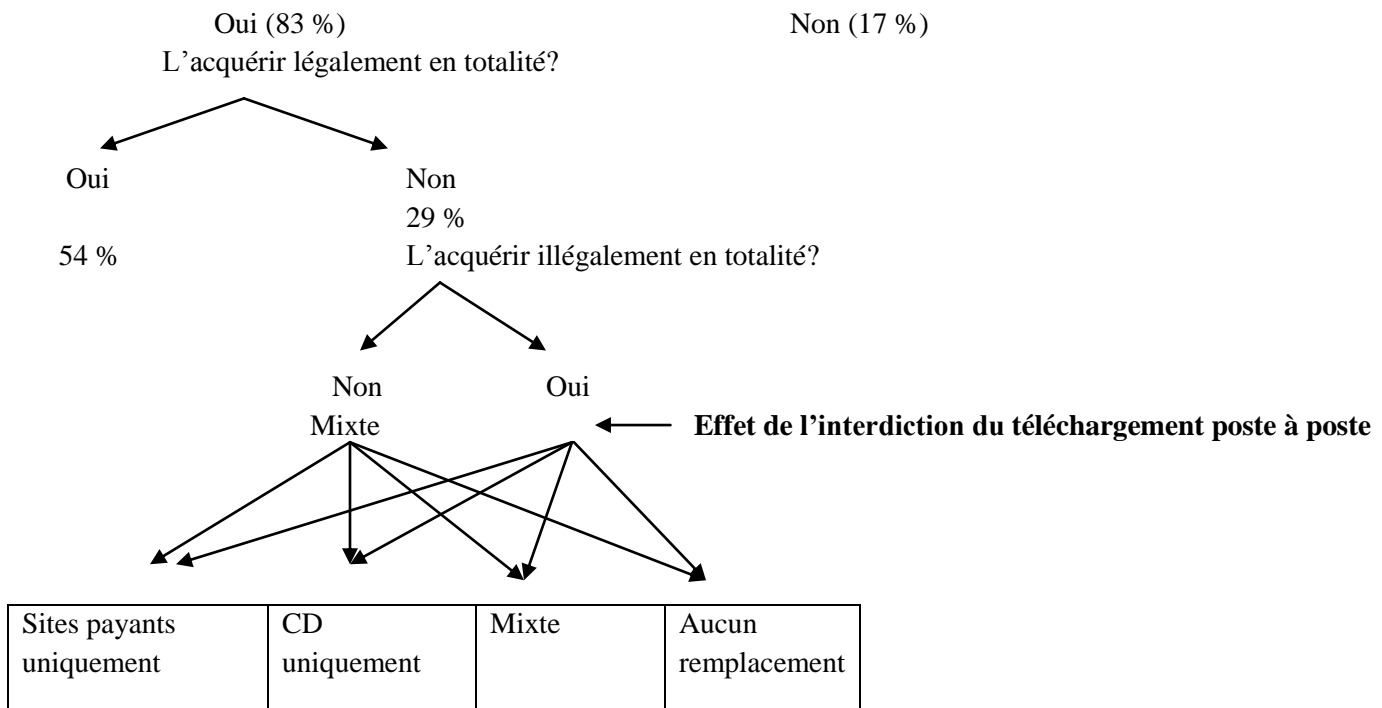 Oui (83 %) Non (17 %)
L’acquérir légalement en totalité?
Oui Non
29 %
54 % L’acquérir illégalement en totalité?
Non Oui
Mixte Effet de l’interdiction du téléchargement poste à poste
Sites payants CD Mixte Aucun
uniquement uniquement remplacement